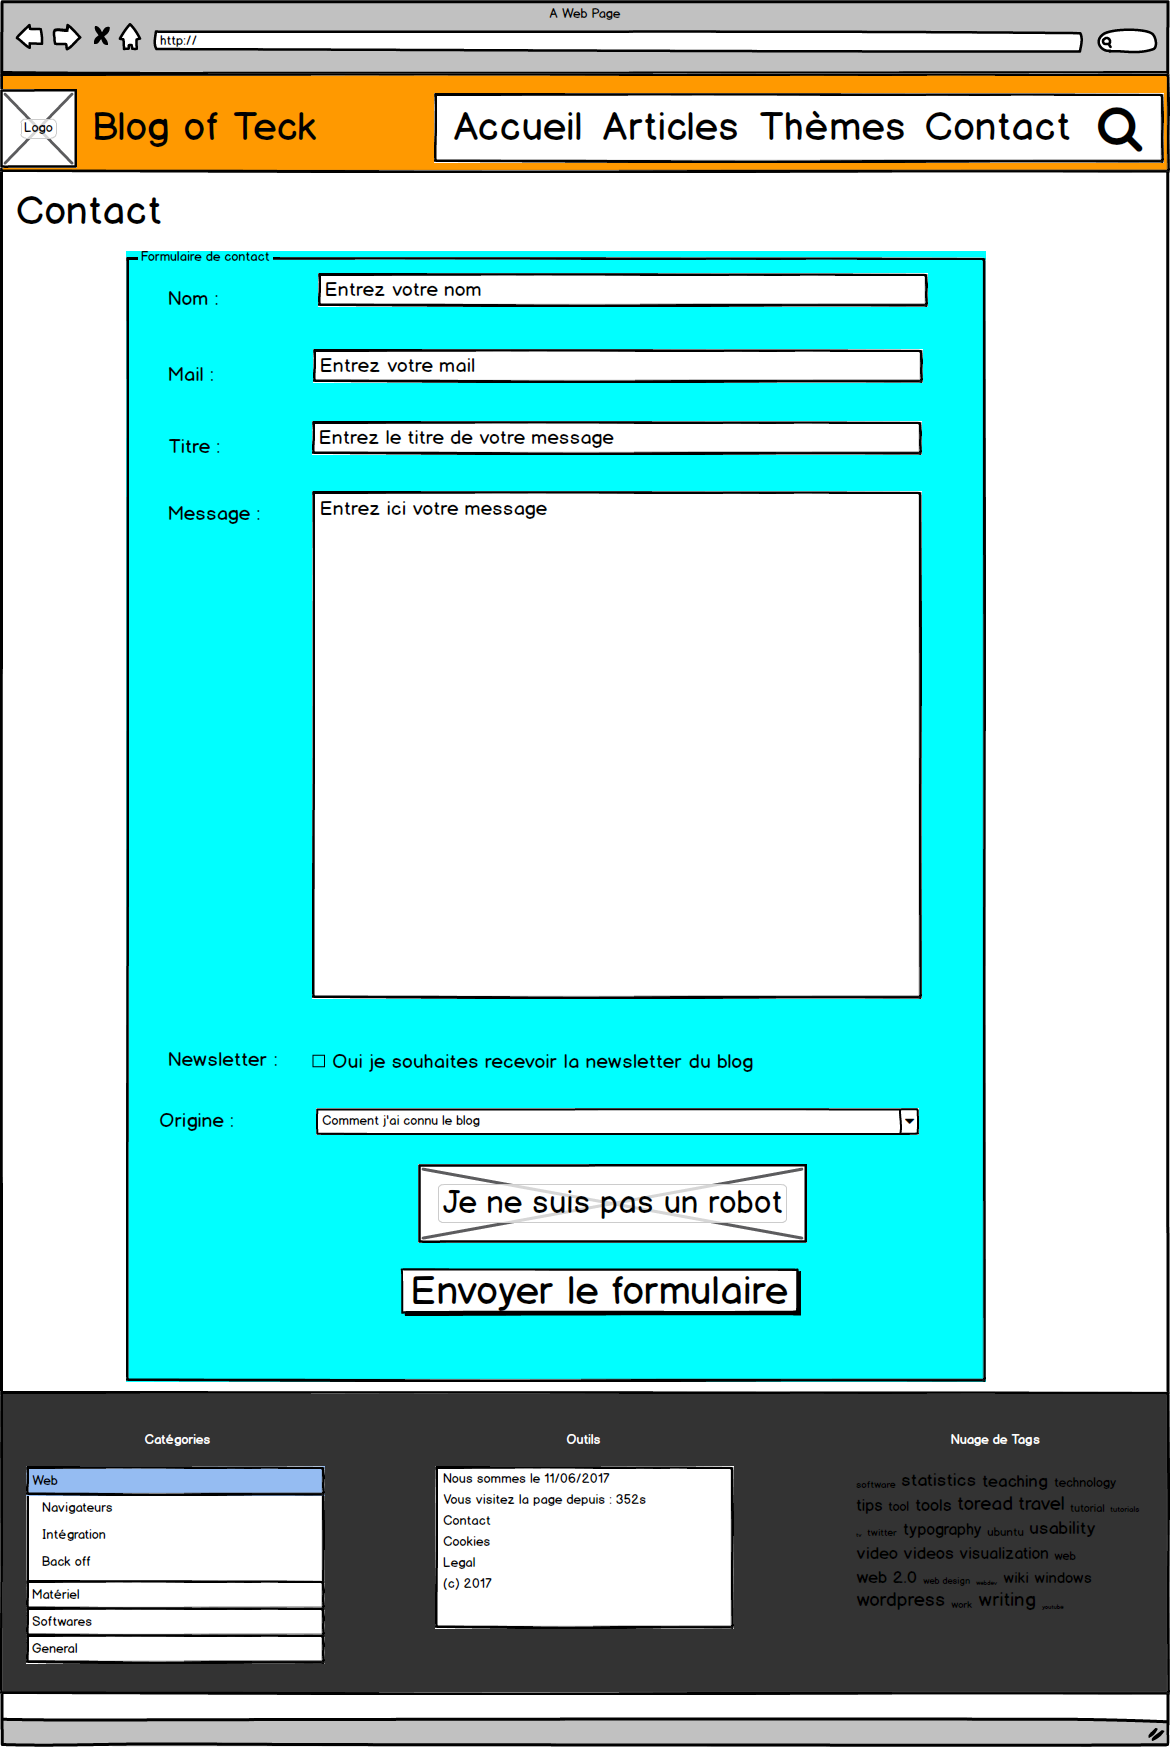 A Web Page
http://
Logo
Blog of Teck
Accueil Articles Thèmes Contact
Contact
Formulaire de contact
Nom :
Entrez votre nom
Mail :
Entrez votre mail
Titre :
Entrez le titre de votre message
Message :
Entrez ici votre message
Newsletter :
Oui je souhaites recevoir la newsletter du blog
Origine :
Comment j'ai connu le blog
Je ne suis pas un robot
Envoyer le formulaire
Catégories
Web
Navigateurs
Intégration
Back off
Matériel
Softwares
General
Outils
Nous sommes le 11/06/2017
Vous visitez la page depuis : 352s
Contact
Cookies
Legal
(c) 2017
Nuage de Tags
software statistics teaching technology
tips tool tools toread travel tutorial tutorials
twitter typography ubuntu usability
video videos visualization web
web 2.0 web design webdev wiki windows
wordpress work writing youtube